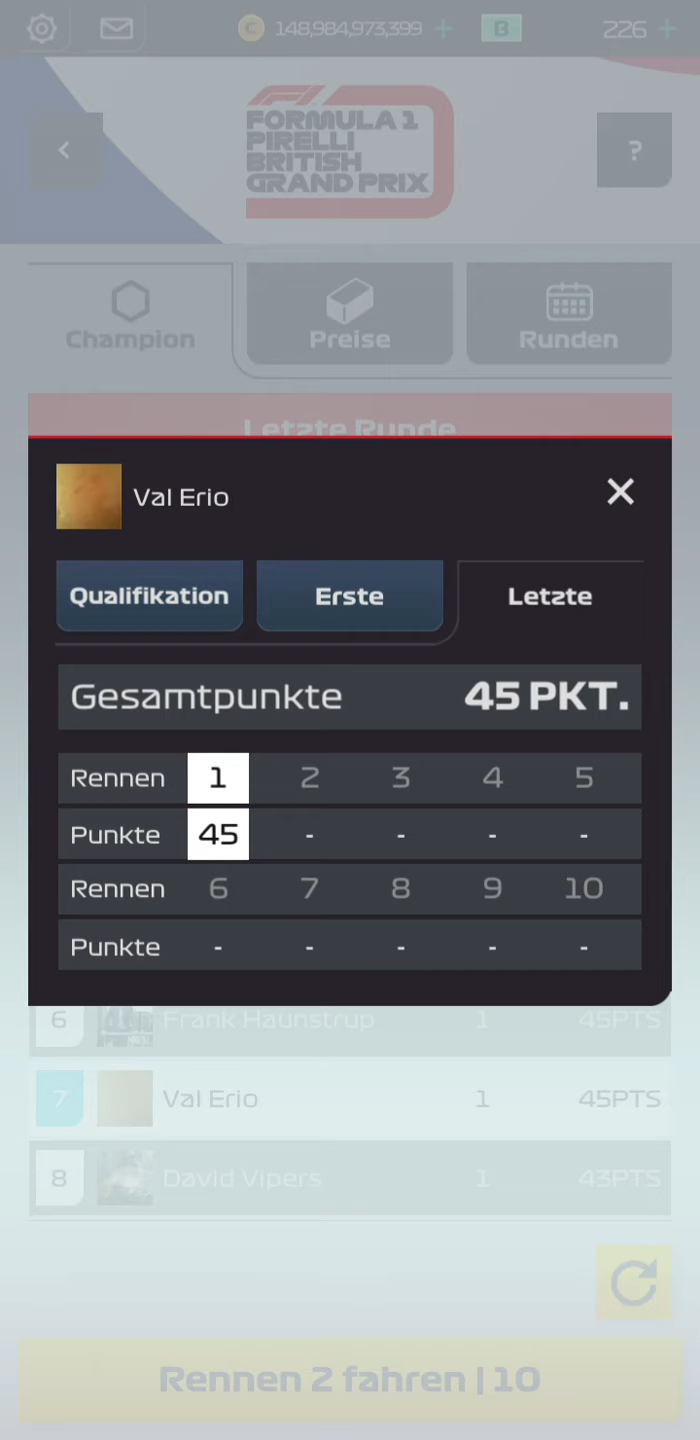 C 148,984,973,399 + B 226 +
FORMULA 1
PIRELLI
BRITISH
GRAND PRIX
?
Champion Preise Runden
Letzte Runde
Val Erio
Qualifikation Erste Letzte
Gesamtpunkte 45 PKT.
Rennen 1 2 3 4 5
Punkte 45 - - - -
Rennen 6 7 8 9 10
Punkte - - - - -
6 Frank Haunstrup 1 45PTS
7 Val Erio 1 45PTS
8 David Vipers 1 43PTS
Rennen 2 fahren | 10